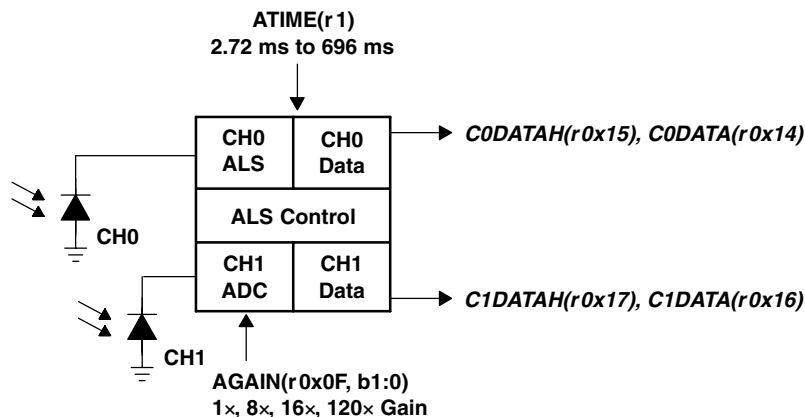 ATIME(r1)
2.72 ms to 696 ms
CH0
ALS
CH0
Data
C0DATAH(r0x15), C0DATA(r0x14)
ALS Control
CH0
CH1
ADC
CH1
Data
C1DATAH(r0x17), C1DATA(r0x16)
CH1
AGAIN(r0x0F, b1:0)
1×, 8×, 16×, 120× Gain